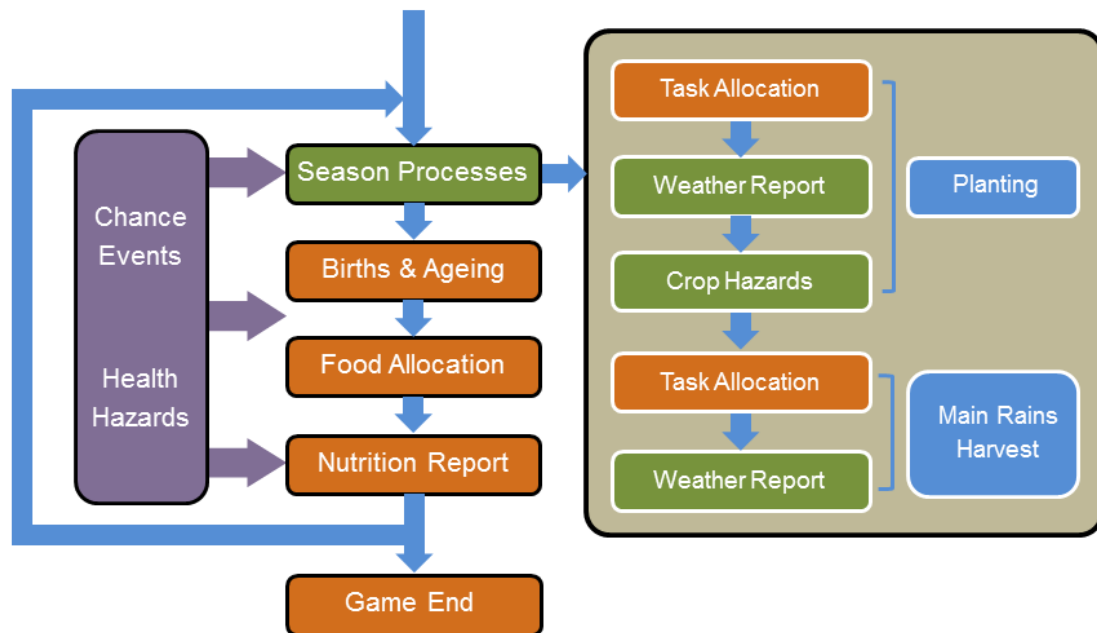 Chance
Events
Health
Hazards
Season Processes
Births & Ageing
Food Allocation
Nutrition Report
Game End
Task Allocation
Weather Report
Crop Hazards
Task Allocation
Weather Report
Planting
Main Rains
Harvest